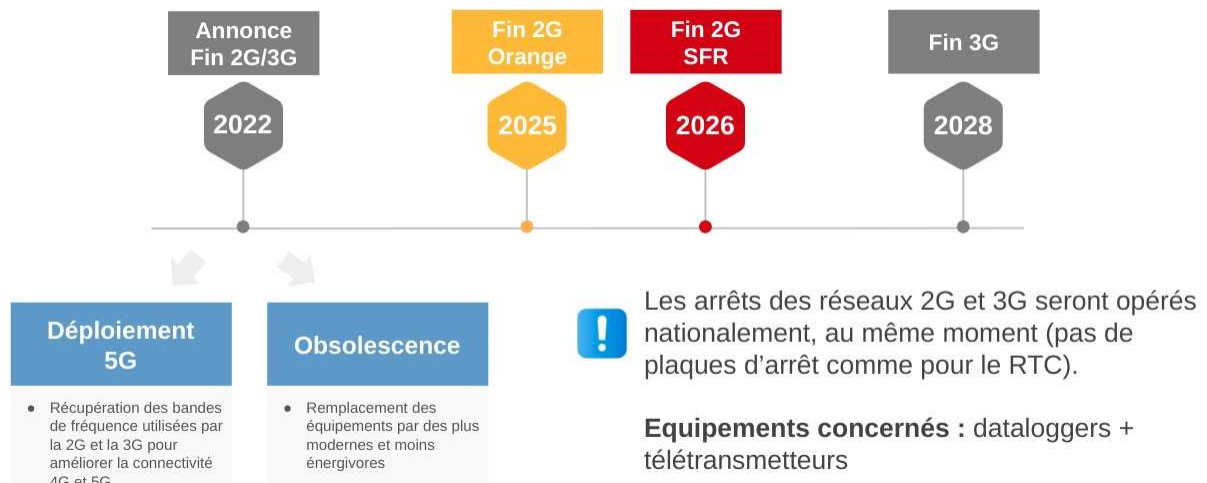 Annonce
Fin 2G/3G
Fin 2G
Orange
Fin 2G
SFR
Fin 3G
2022
2025
2026
2028
Déploiement
5G
Obsolescence
● Récupération des bandes
de fréquence utilisées par
la 2G et la 3G pour
améliorer la connectivité
4G et 5G
● Remplacement des
équipements par des plus
modernes et moins
énergivores
Les arrêts des réseaux 2G et 3G seront opérés
nationalement, au même moment (pas de
plaques d’arrêt comme pour le RTC).
Equipements concernés : dataloggers +
télétransmetteurs